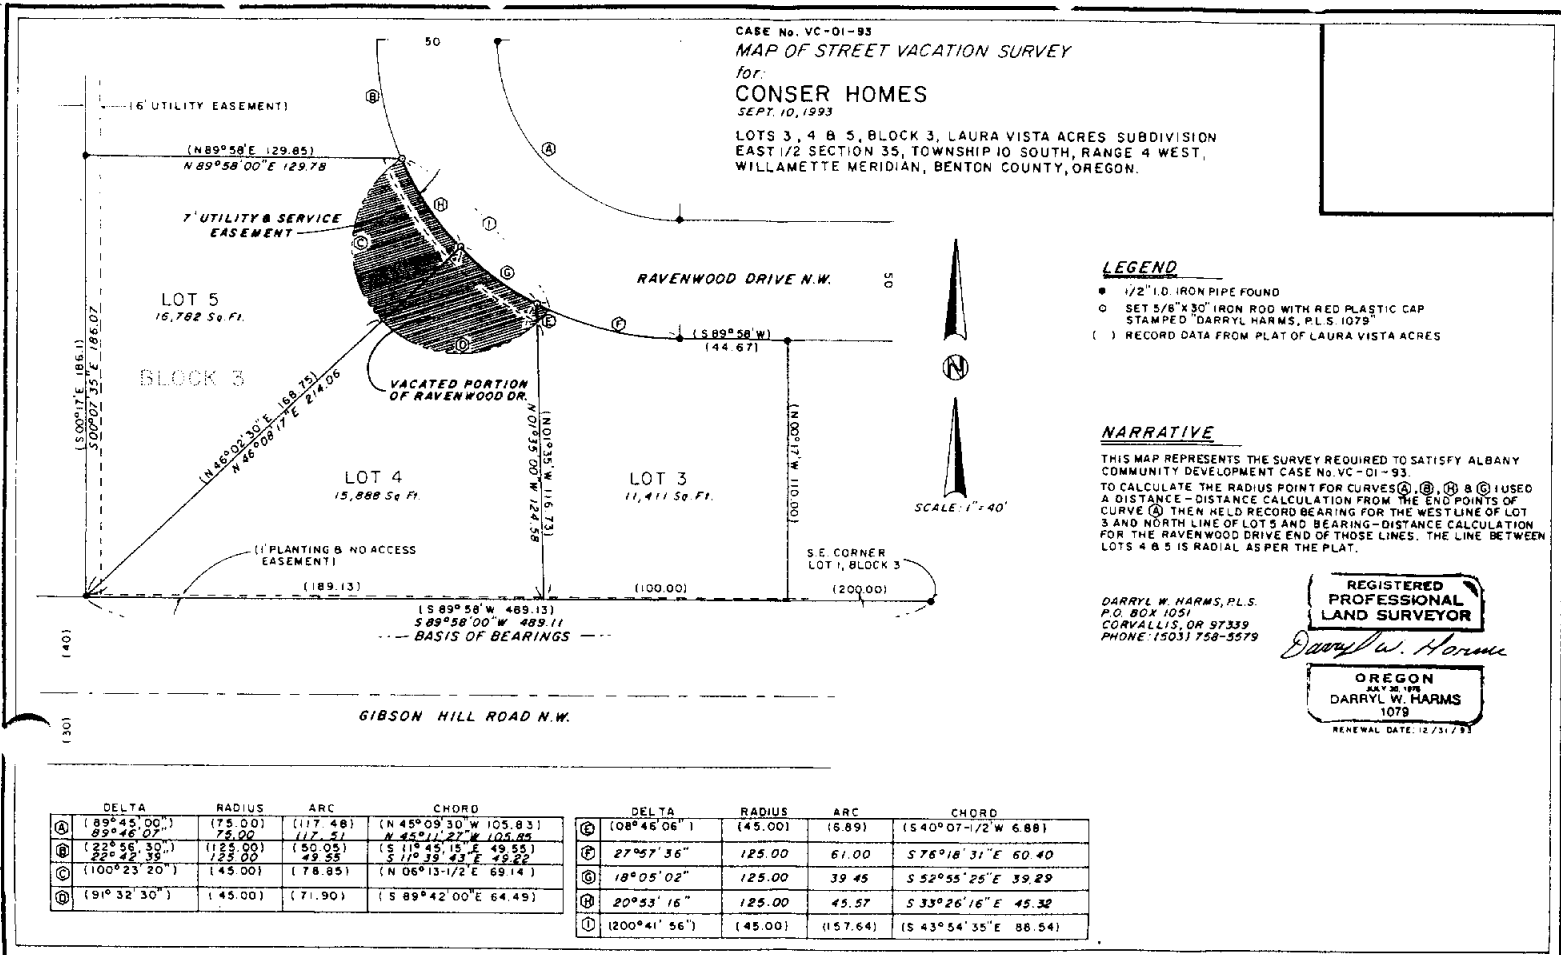 CASE No. VC-01-93
MAP OF STREET VACATION SURVEY
for:
CONSER HOMES
SEPT. 10, 1993
LOTS 3, 4 & 5, BLOCK 3, LAURA VISTA ACRES SUBDIVISION
EAST 1/2 SECTION 35, TOWNSHIP 10 SOUTH, RANGE 4 WEST,
WILLAMETTE MERIDIAN, BENTON COUNTY, OREGON.
50
B
A
(6' UTILITY EASEMENT)
(N89°58'E 129.85)
N89°58'00"E 129.78
7' UTILITY & SERVICE
EASEMENT
H
I
C
G
E
F
D
RAVENWOOD DRIVE N.W.
50
(S89°58'W)
(44.67)
LOT 5
16,782 Sq. Ft.
BLOCK 3
(S00°17'E 186.11)
S00°07'35"E 186.07
(N46°02'30"E 168.75)
N46°08'17"E 214.06
VACATED PORTION
OF RAVENWOOD DR.
(N01°35'W 116.73)
N01°35'00"W 124.58
(N00°17'W 110.00)
LOT 4
15,888 Sq Ft.
LOT 3
11,411 Sq. Ft.
(1' PLANTING & NO ACCESS
EASEMENT)
S.E. CORNER
LOT 1, BLOCK 3
(189.13)
(100.00)
(200.00)
(S 89°58'W 489.13)
S89°58'00"W 489.11
BASIS OF BEARINGS
(40)
(30)
GIBSON HILL ROAD N.W.
N
SCALE: 1"=40'
LEGEND
1/2" I.D. IRON PIPE FOUND
SET 5/8"X30" IRON ROD WITH RED PLASTIC CAP
STAMPED "DARRYL HARMS, P.L.S. 1079"
( ) RECORD DATA FROM PLAT OF LAURA VISTA ACRES
NARRATIVE
THIS MAP REPRESENTS THE SURVEY REQUIRED TO SATISFY ALBANY
COMMUNITY DEVELOPMENT CASE No. VC-01-93.
TO CALCULATE THE RADIUS POINT FOR CURVES A, B, H & G I USED
A DISTANCE-DISTANCE CALCULATION FROM THE END POINTS OF
CURVE A THEN HELD RECORD BEARING FOR THE WEST LINE OF LOT
3 AND NORTH LINE OF LOT 5 AND BEARING-DISTANCE CALCULATION
FOR THE RAVENWOOD DRIVE END OF THOSE LINES. THE LINE BETWEEN
LOTS 4 & 5 IS RADIAL AS PER THE PLAT.
DARRYL W. HARMS, P.L.S.
P.O. BOX 1051
CORVALLIS, OR 97339
PHONE: (503) 758-5579
REGISTERED
PROFESSIONAL
LAND SURVEYOR
Darryl W. Harms
OREGON
DARRYL W. HARMS
1079
RENEWAL DATE: 12/31/93
DELTA RADIUS ARC CHORD
A (89°45'00") (75.00) (117.48) (N 45°09'30"W 105.83)
89°46'07" 75.00 117.51 N 45°11'27"W 105.85
B (22°56'30") (125.00) (50.05) (S 11°45'15"E 49.55)
22°42'39" 125.00 49.55 S 11°39'43"E 49.22
C (100°23'20") (45.00) (78.85) (N 06°13-1/2'E 69.14)
D (91°32'30") (45.00) (71.90) (S 89°42'00"E 64.49)
DELTA RADIUS ARC CHORD
E (08°46'06") (45.00) (6.89) (S40°07-1/2'W 6.88)
F 27°57'36" 125.00 61.00 S 76°18'31"E 60.40
G 18°05'02" 125.00 39.45 S 52°55'25"E 39.29
H 20°53'16" 125.00 45.57 S 33°26'16"E 45.32
I (200°41'56") (45.00) (157.64) (S 43°54'35"E 88.54)